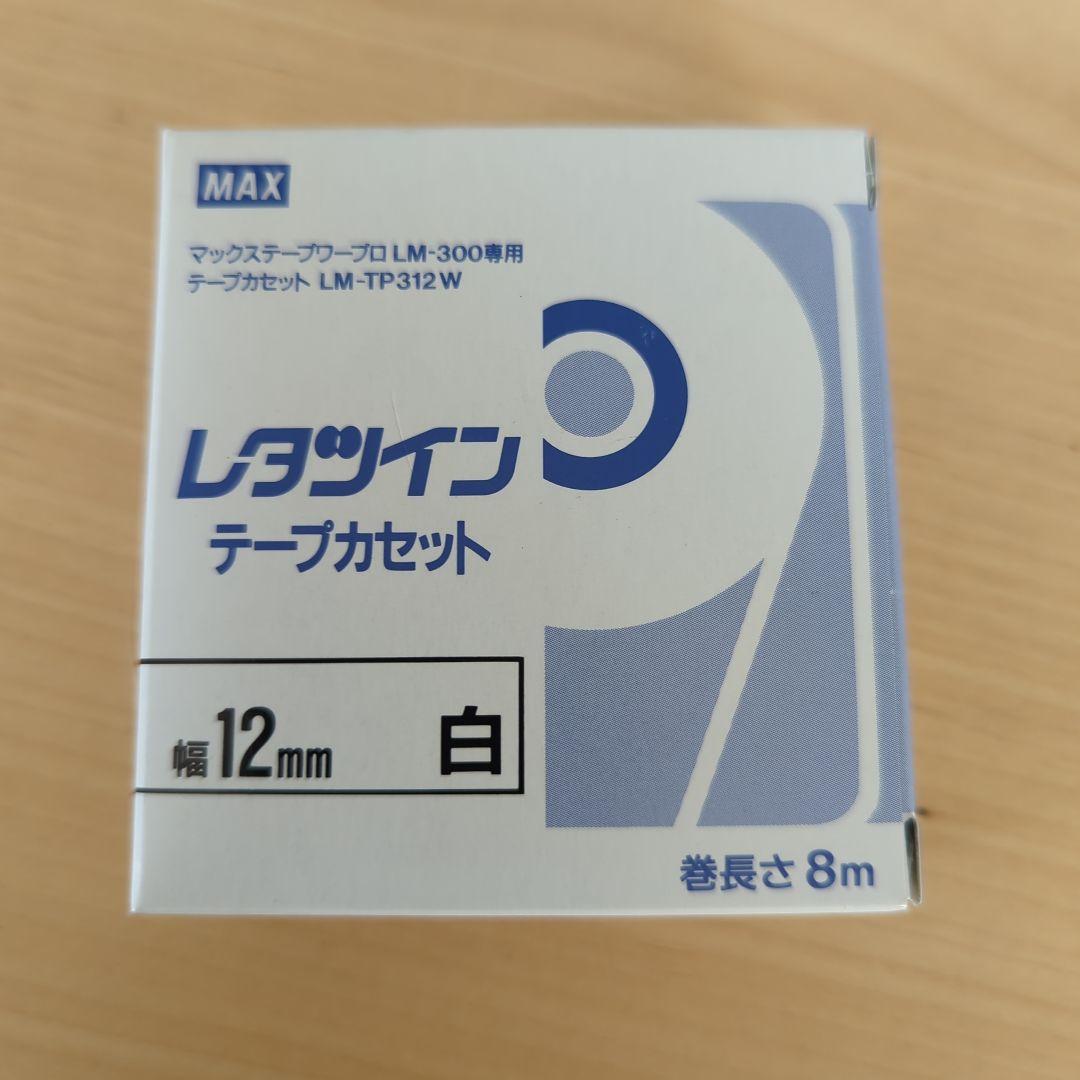 MAX
マックステープワープロ LM-300専用
テープカセット LM-TP312W
レタツイン
テープカセット
幅12mm 白
巻長さ 8m